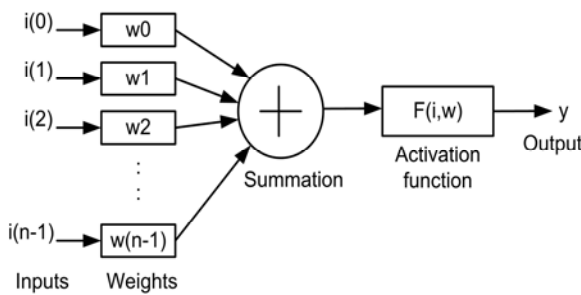 i(0)
w0
i(1)
w1
i(2)
w2
F(i,w)
y
Output
Summation
Activation
function
i(n-1)
w(n-1)
Inputs
Weights